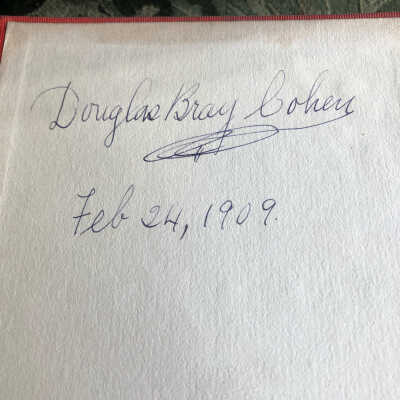 Douglas Bray Cohen
Feb 24, 1909.